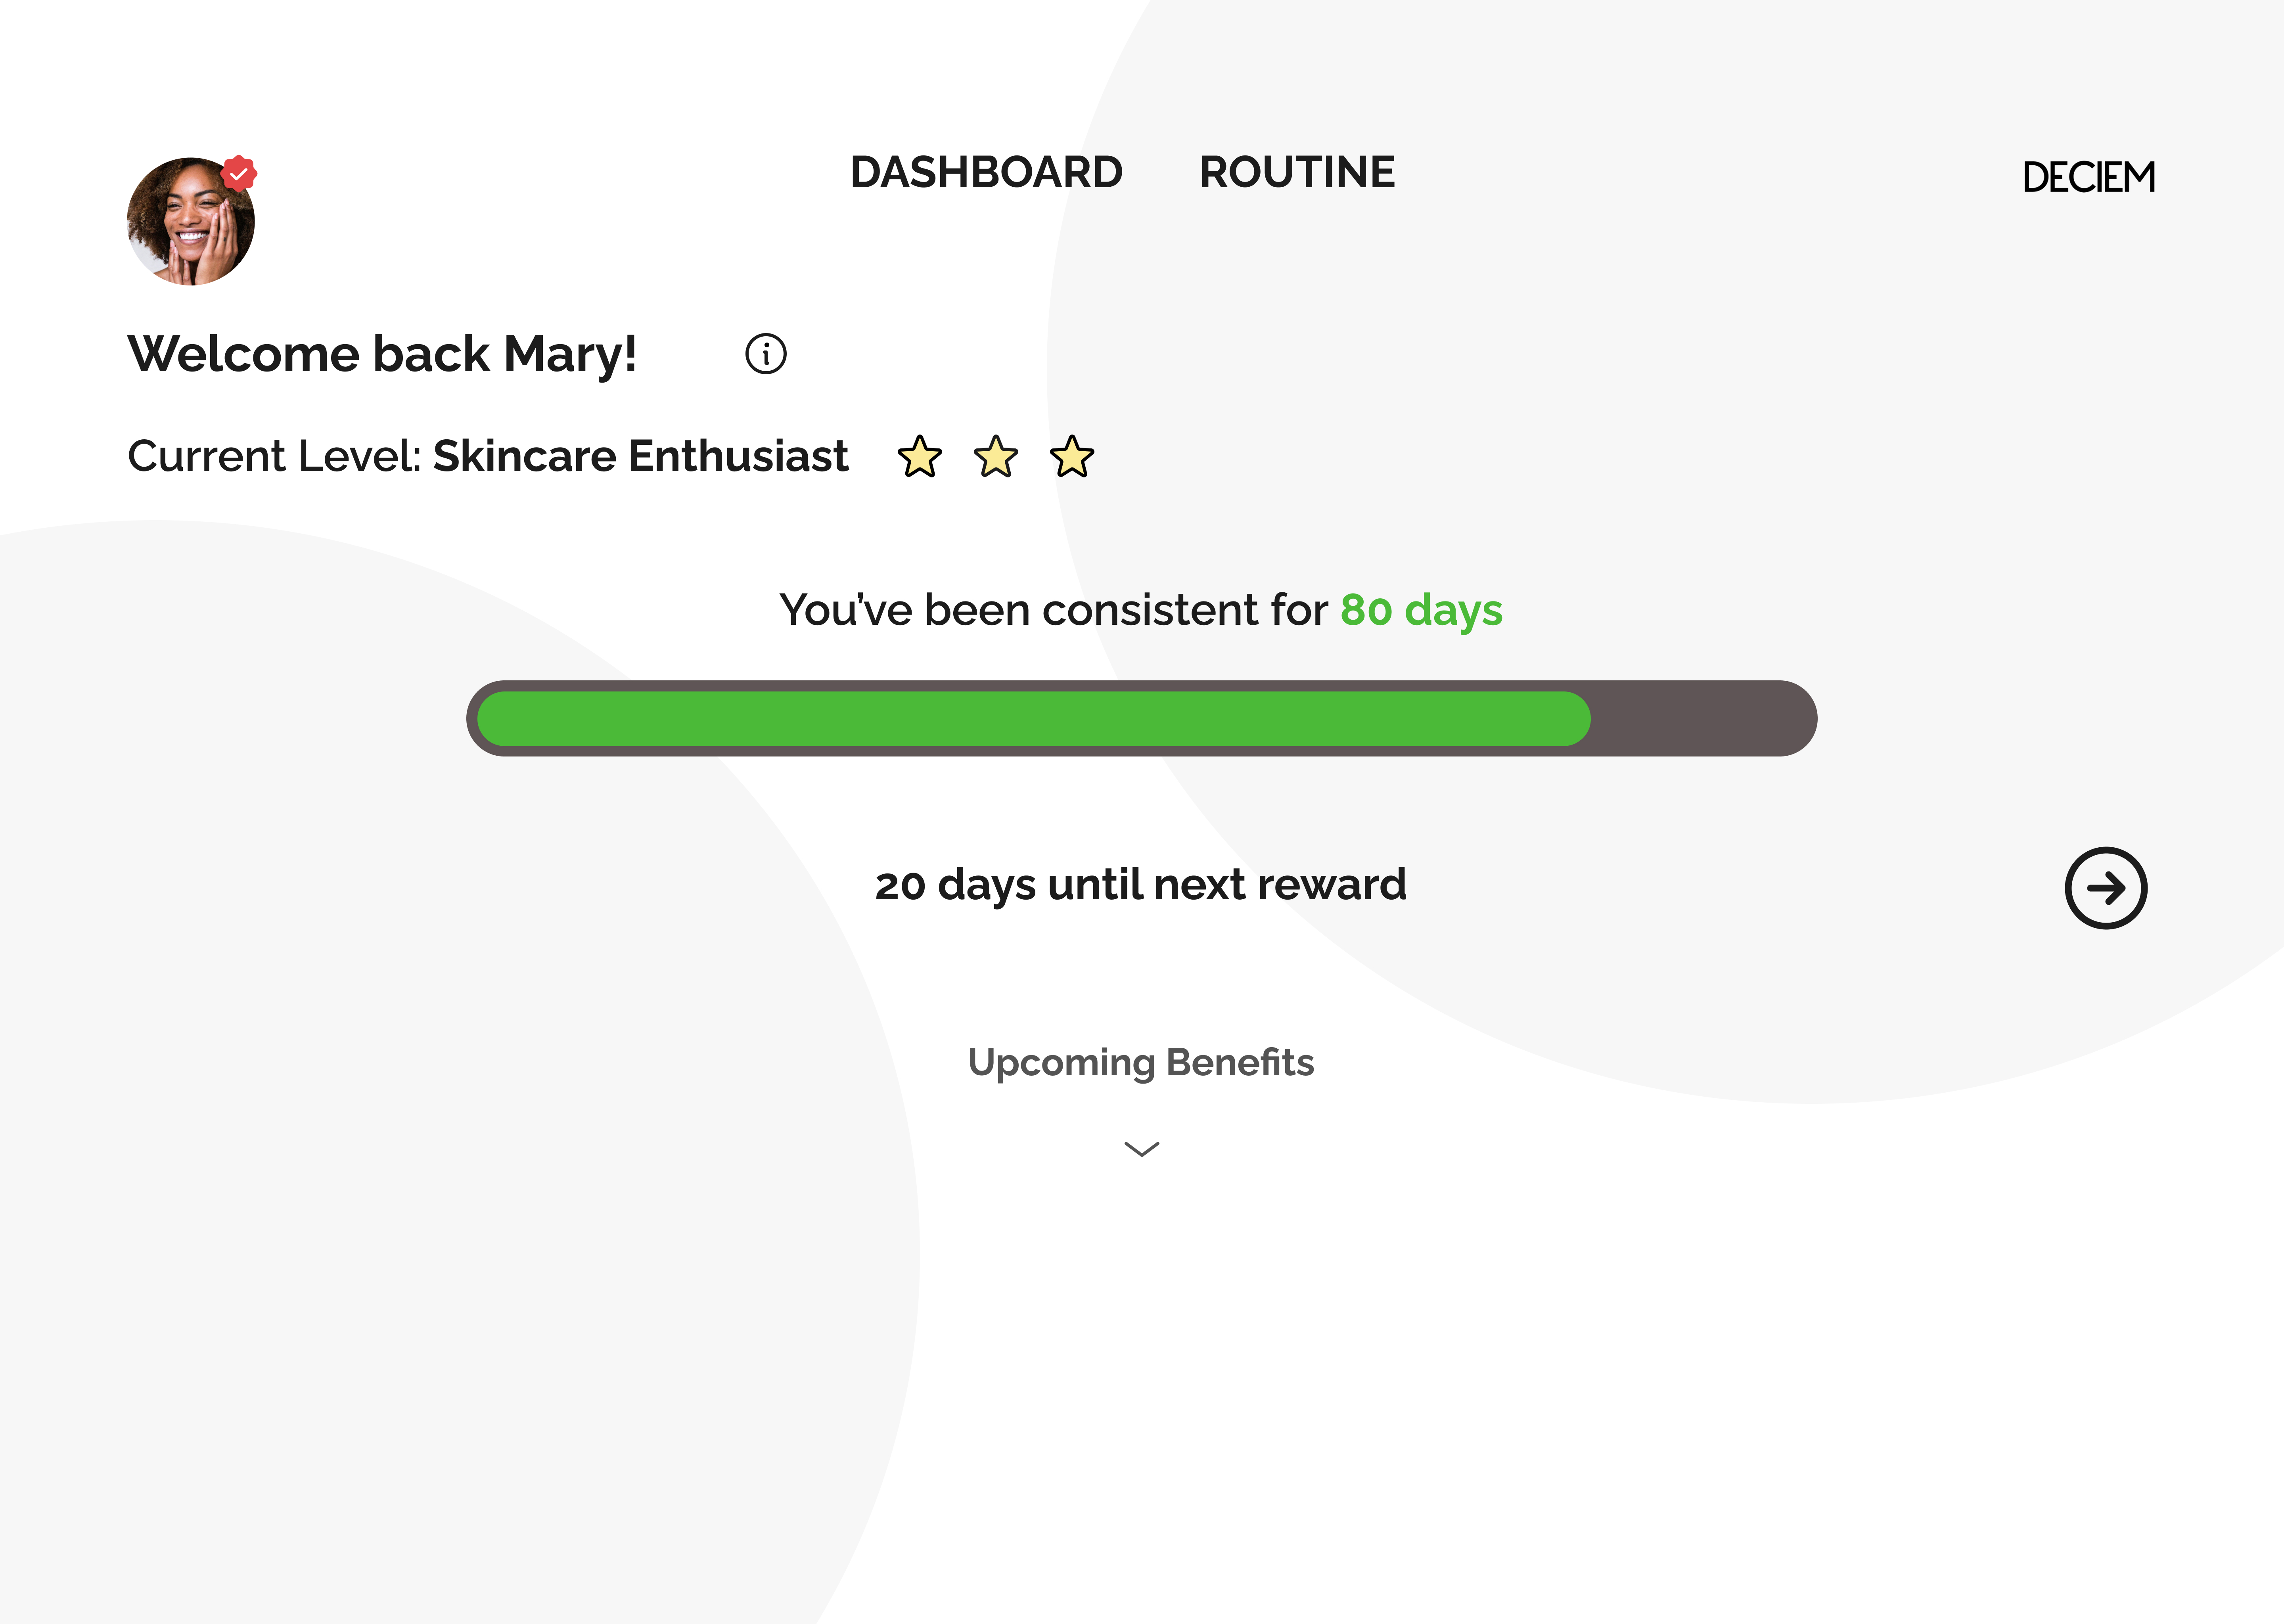 DASHBOARD ROUTINE DECIEM
Welcome back Mary!
Current Level: Skincare Enthusiast
You’ve been consistent for 80 days
20 days until next reward
Upcoming Benefits